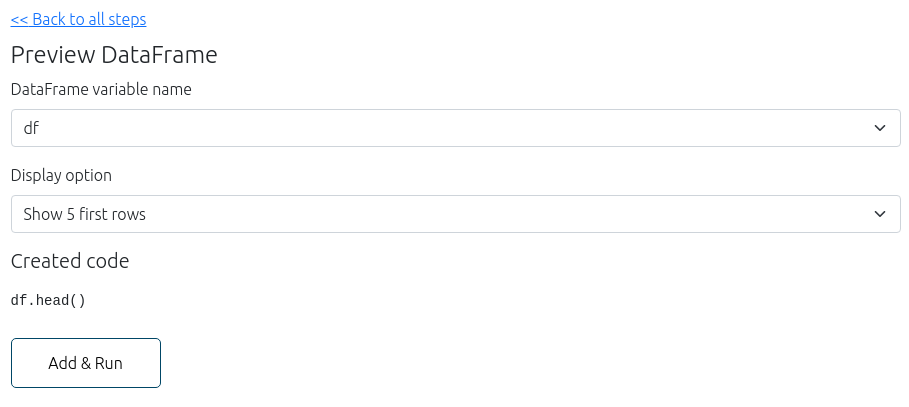 << Back to all steps
Preview DataFrame
DataFrame variable name
df
Display option
Show 5 first rows
Created code
df.head()
Add & Run